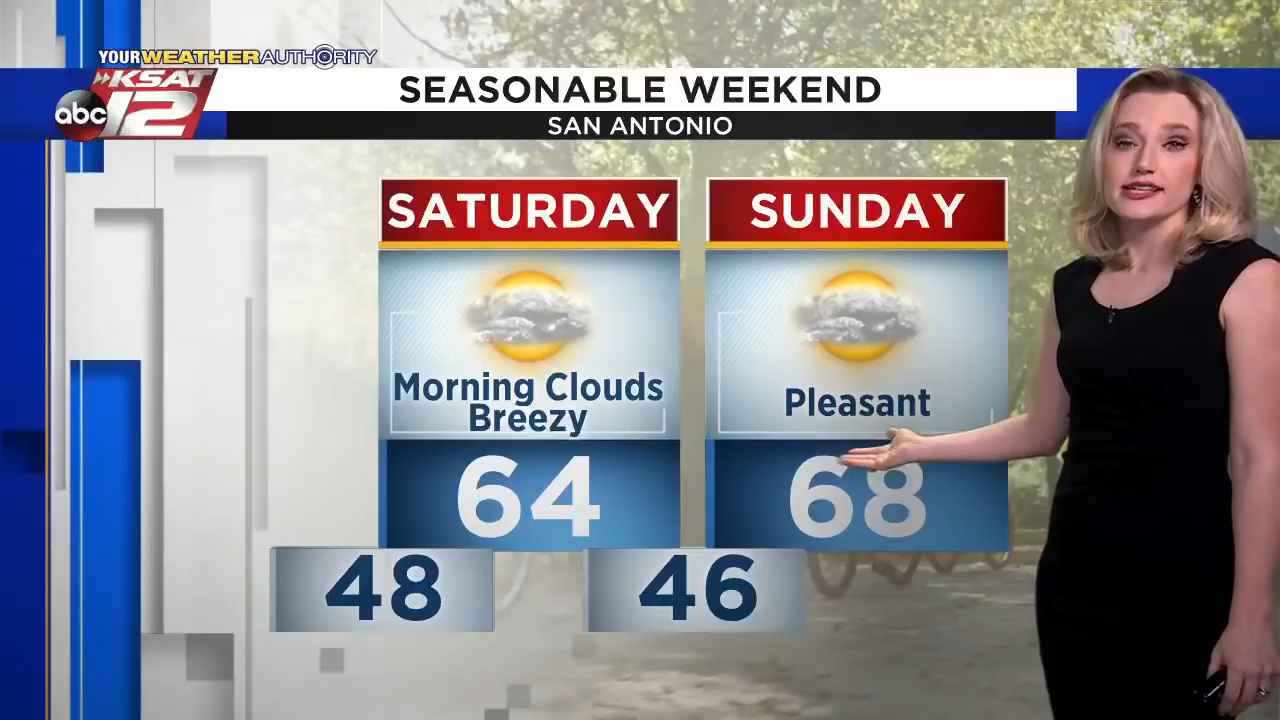 YOURWEATHERAUTHORITY
KSAT
abc 12
SEASONABLE WEEKEND
SAN ANTONIO
SATURDAY
SUNDAY
Morning Clouds
Breezy
Pleasant
64
68
48
46